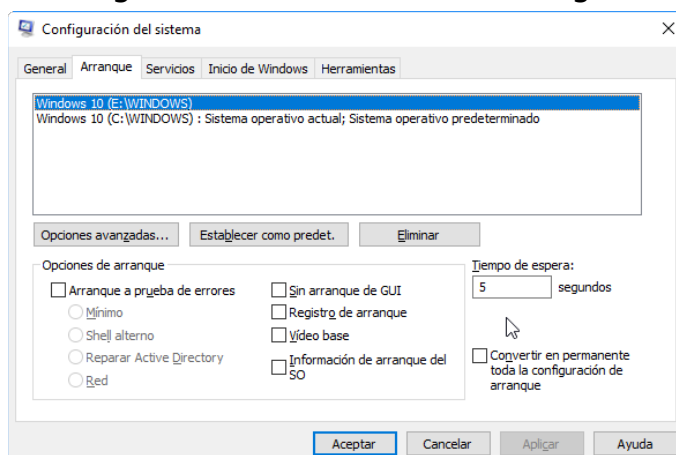 Configuración del sistema
General Arranque Servicios Inicio de Windows Herramientas
Windows 10 (E:\WINDOWS)
Windows 10 (C:\WINDOWS) : Sistema operativo actual; Sistema operativo predeterminado
Opciones avanzadas... Establecer como predet. Eliminar
Opciones de arranque
Tiempo de espera:
Arranque a prueba de errores
Sin arranque de GUI
5 segundos
Mínimo
Registro de arranque
Shell alterno
Vídeo base
Reparar Active Directory
Información de arranque del
SO
Convertir en permanente
toda la configuración de
arranque
Red
Aceptar Cancelar Aplicar Ayuda